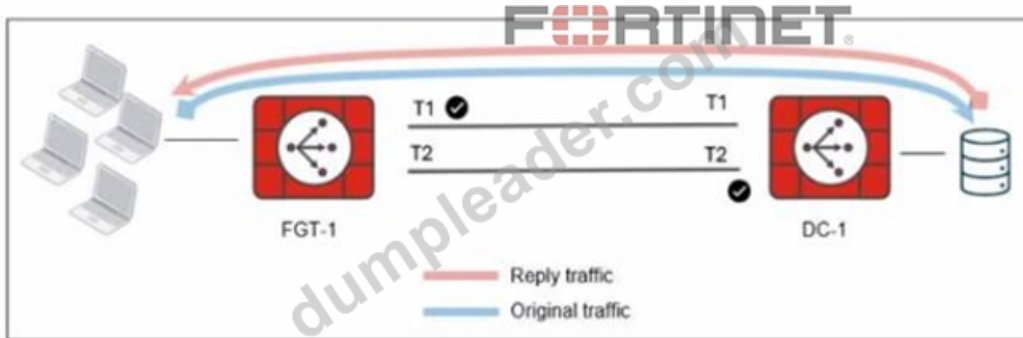 FORTINET
T1 T1
T2 T2
FGT-1 DC-1
Reply traffic
Original traffic
dumpleader.com